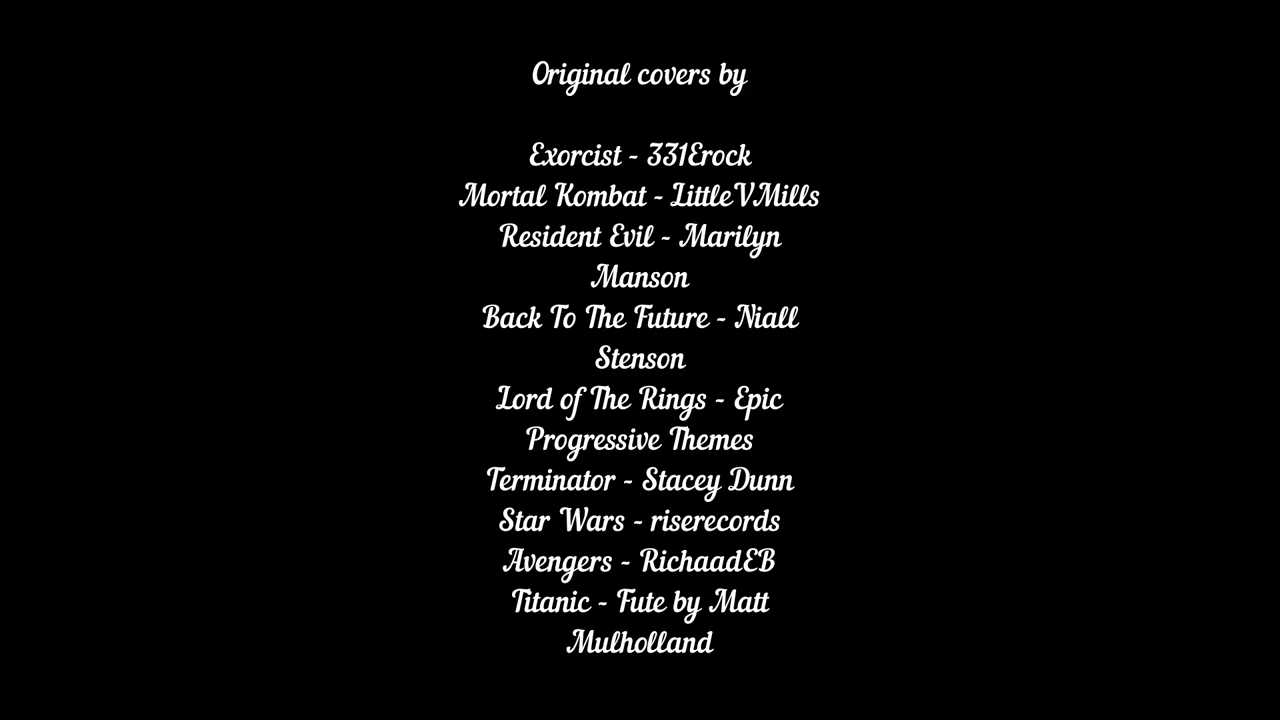 Original covers by
Exorcist - 331Erock
Mortal Kombat - LittleVMills
Resident Evil - Marilyn
Manson
Back To The Future - Niall
Stenson
Lord of The Rings - Epic
Progressive Themes
Terminator - Stacey Dunn
Star Wars - riserecords
Avengers - RichaadEB
Titanic - Fute by Matt
Mulholland